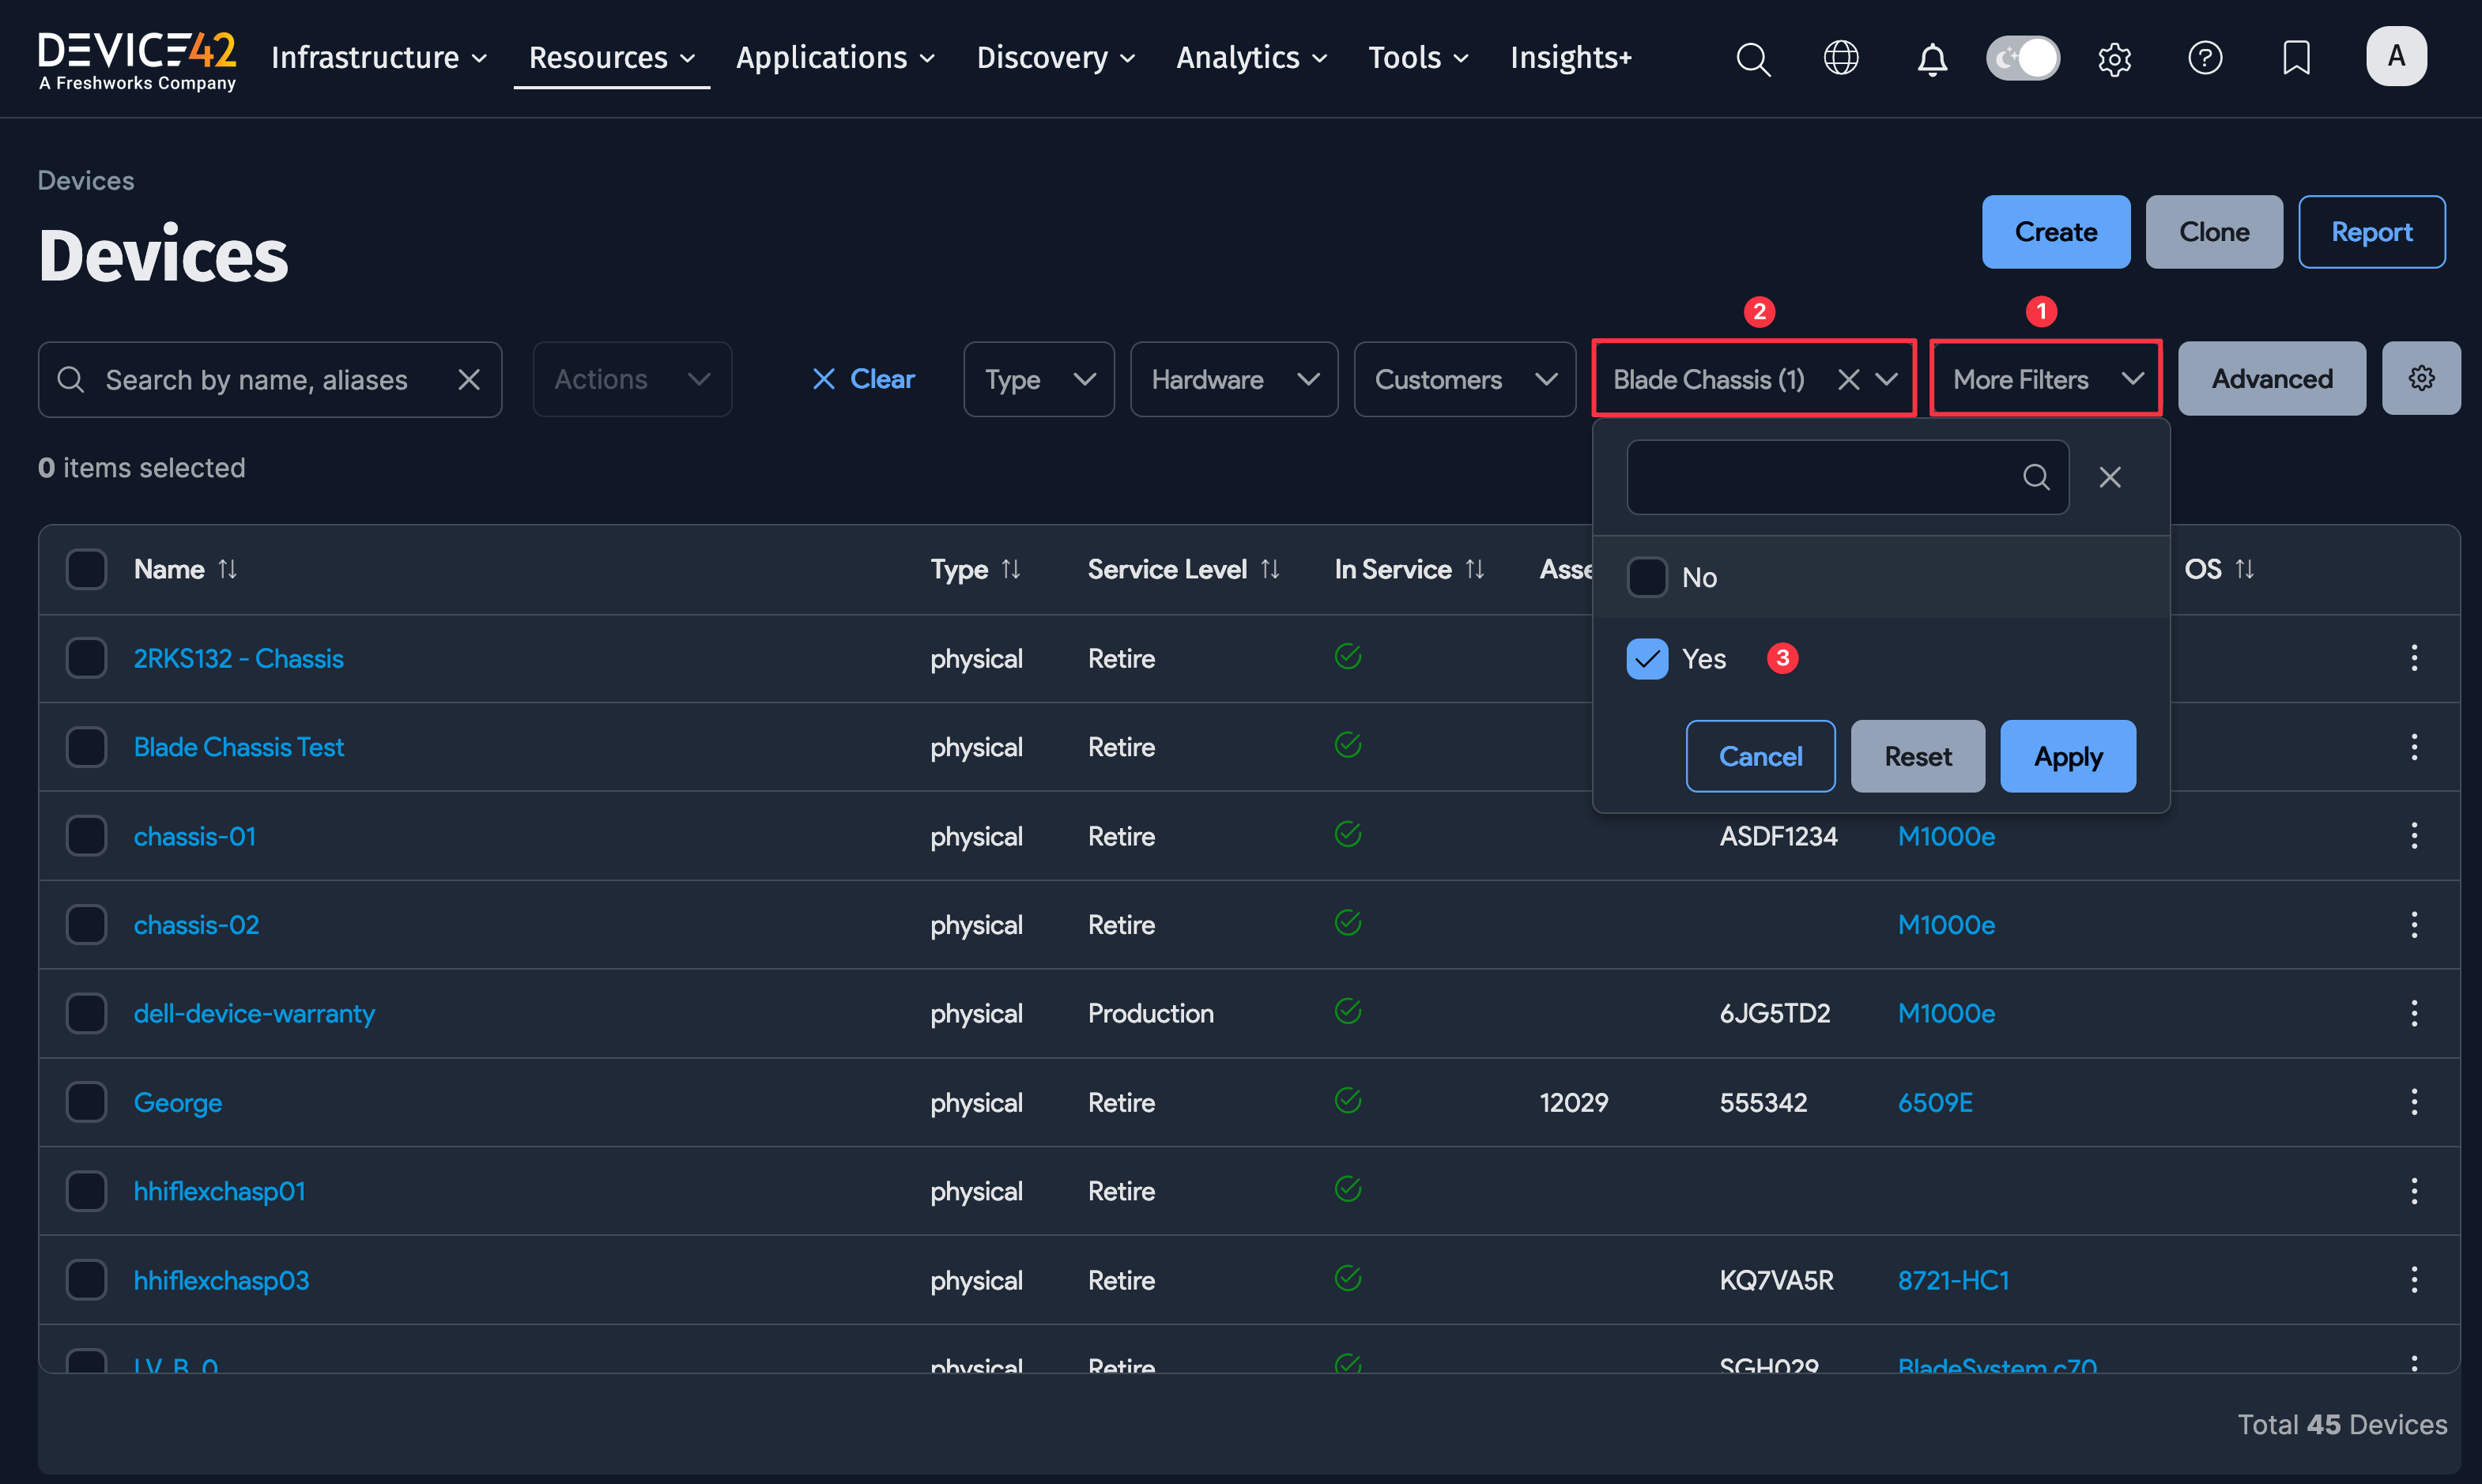 DEVICE42
A Freshworks Company
Infrastructure Resources Applications Discovery Analytics Tools Insights+ A
Devices
Devices
Create Clone Report
2 1
Search by name, aliases Actions Clear Type Hardware Customers Blade Chassis (1) More Filters Advanced
0 items selected
Name Type Service Level In Service Asse OS
No
2RKS132 - Chassis physical Retire
Yes 3
Blade Chassis Test physical Retire
Cancel Reset Apply
chassis-01 physical Retire ASDF1234 M1000e
chassis-02 physical Retire M1000e
dell-device-warranty physical Production 6JG5TD2 M1000e
George physical Retire 12029 555342 6509E
hhiflexchasp01 physical Retire
hhiflexchasp03 physical Retire KQ7VA5R 8721-HC1
physical Retire SGH029 BladeSystem c70
Total 45 Devices